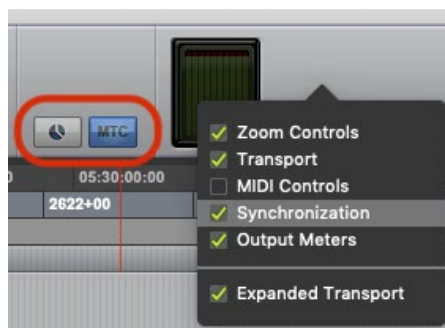 MTC
Zoom Controls
Transport
05:30:00:00
MIDI Controls
2622+00
Synchronization
Output Meters
Expanded Transport